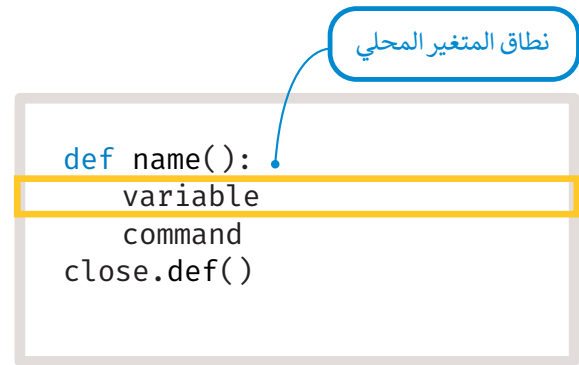 نطاق المتغير المحلي
def name():
variable
command
close.def()